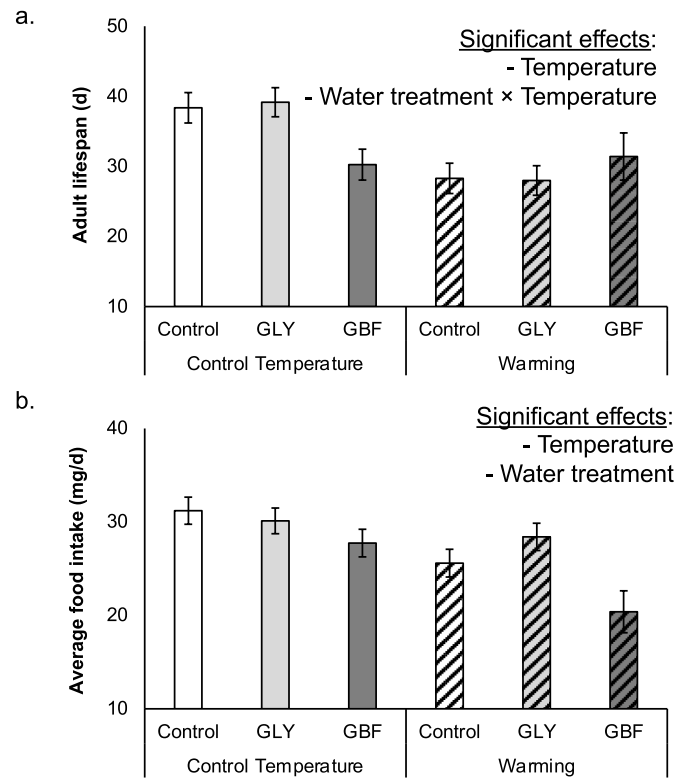 a.
Significant effects:
- Temperature
- Water treatment × Temperature
Adult lifespan (d)
50
40
30
20
10
Control GLY GBF Control GLY GBF
Control Temperature Warming
b.
Significant effects:
- Temperature
- Water treatment
Average food intake (mg/d)
40
30
20
10
Control GLY GBF Control GLY GBF
Control Temperature Warming